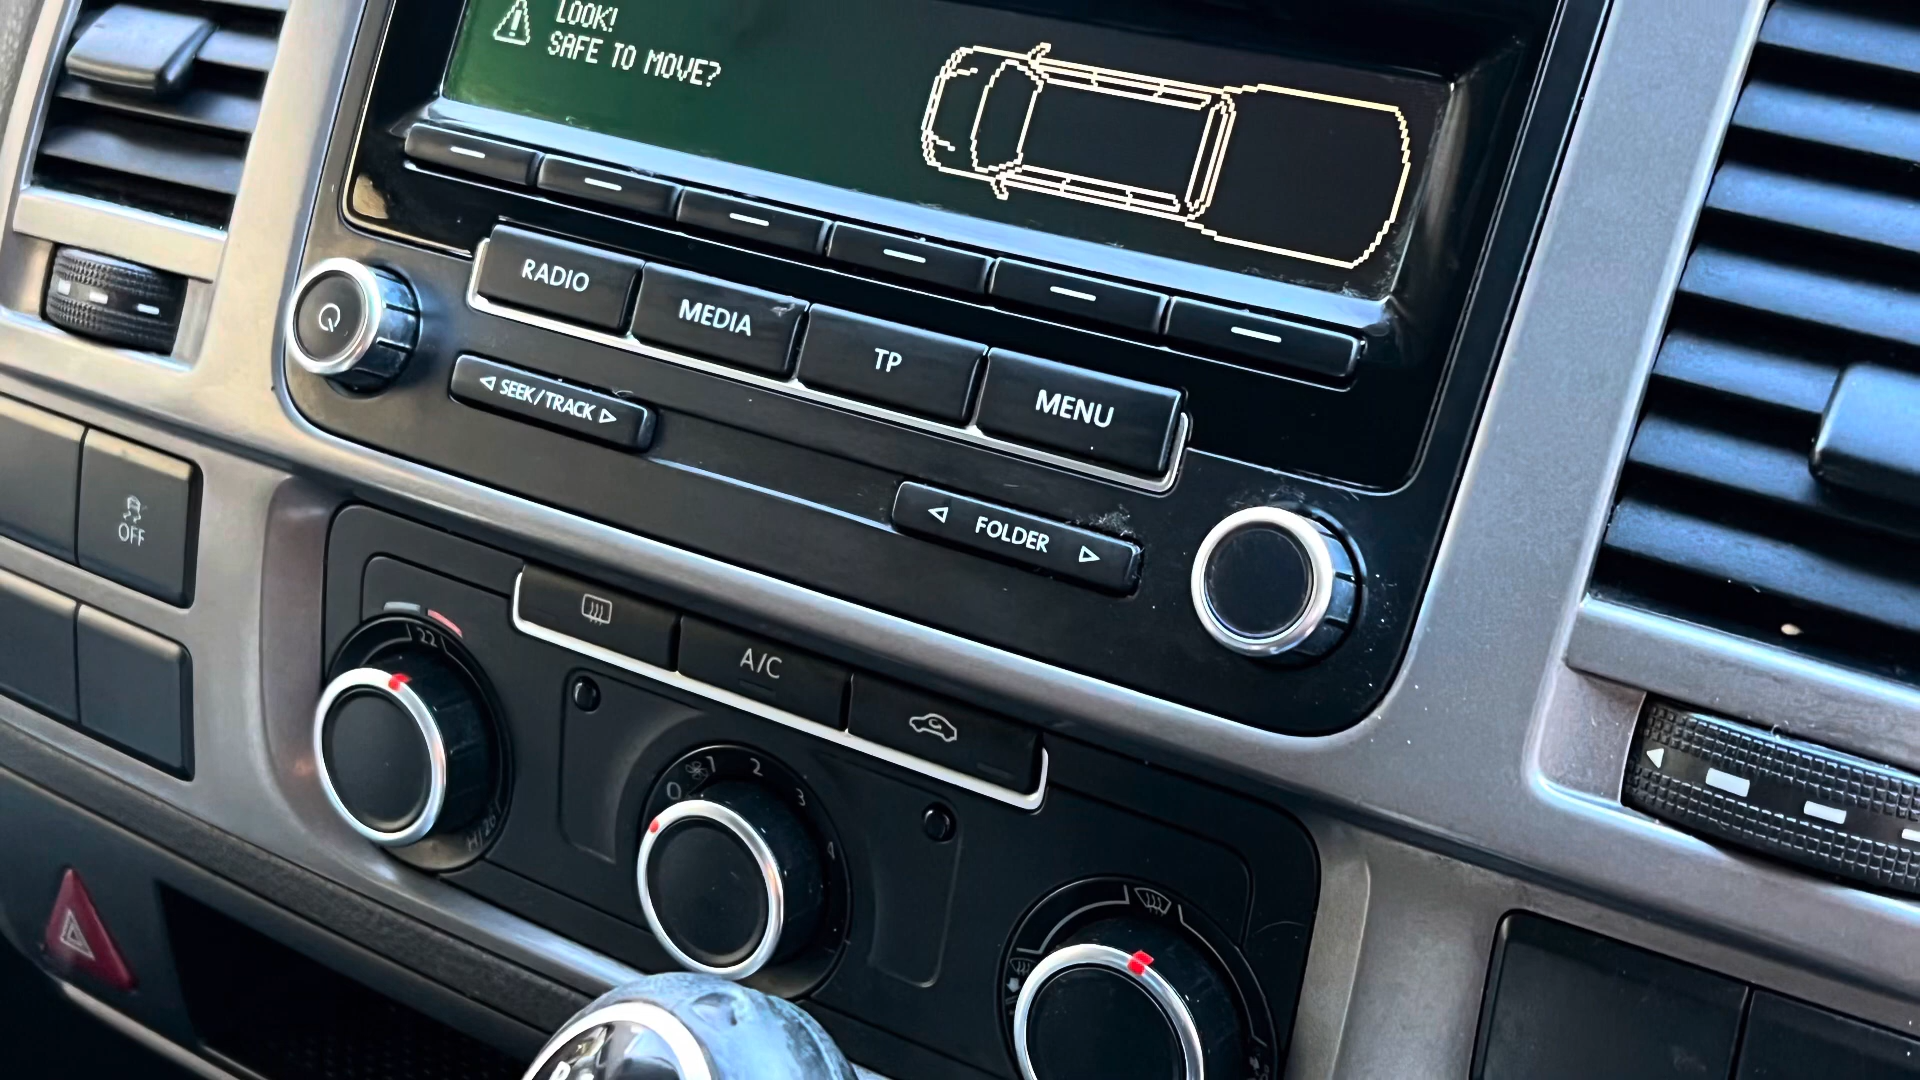 LOOK!
SAFE TO MOVE?
RADIO
MEDIA
TP
MENU
SEEK/TRACK
FOLDER
OFF
A/C
22
0
1
2
3
4